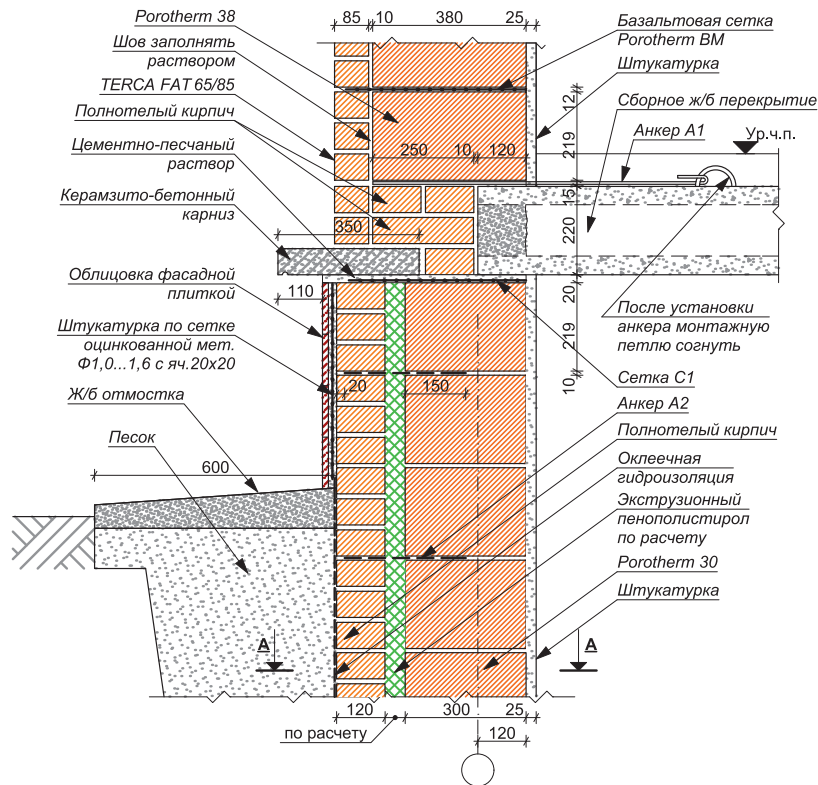 85
10
380
25
Porotherm 38
Шов заполнять
раствором
TERCA FAT 65/85
Полнотелый кирпич
Цементно-песчаный
раствор
Керамзито-бетонный
карниз
350
Облицовка фасадной
плиткой
110
Штукатурка по сетке
оцинкованной мет.
Ф1,0...1,6 с яч.20х20
Ж/б отмостка
Песок
600
250
10
120
20
150
12
219
15
220
20
219
10
Базальтовая сетка
Porotherm BM
Штукатурка
Сборное ж/б перекрытие
Анкер А1
Ур.ч.п.
После установки
анкера монтажную
петлю согнуть
Сетка С1
Анкер А2
Полнотелый кирпич
Оклеечная
гидроизоляция
Экструзионный
пенополистирол
по расчету
Porotherm 30
Штукатурка
А
А
120
300
25
по расчету
120